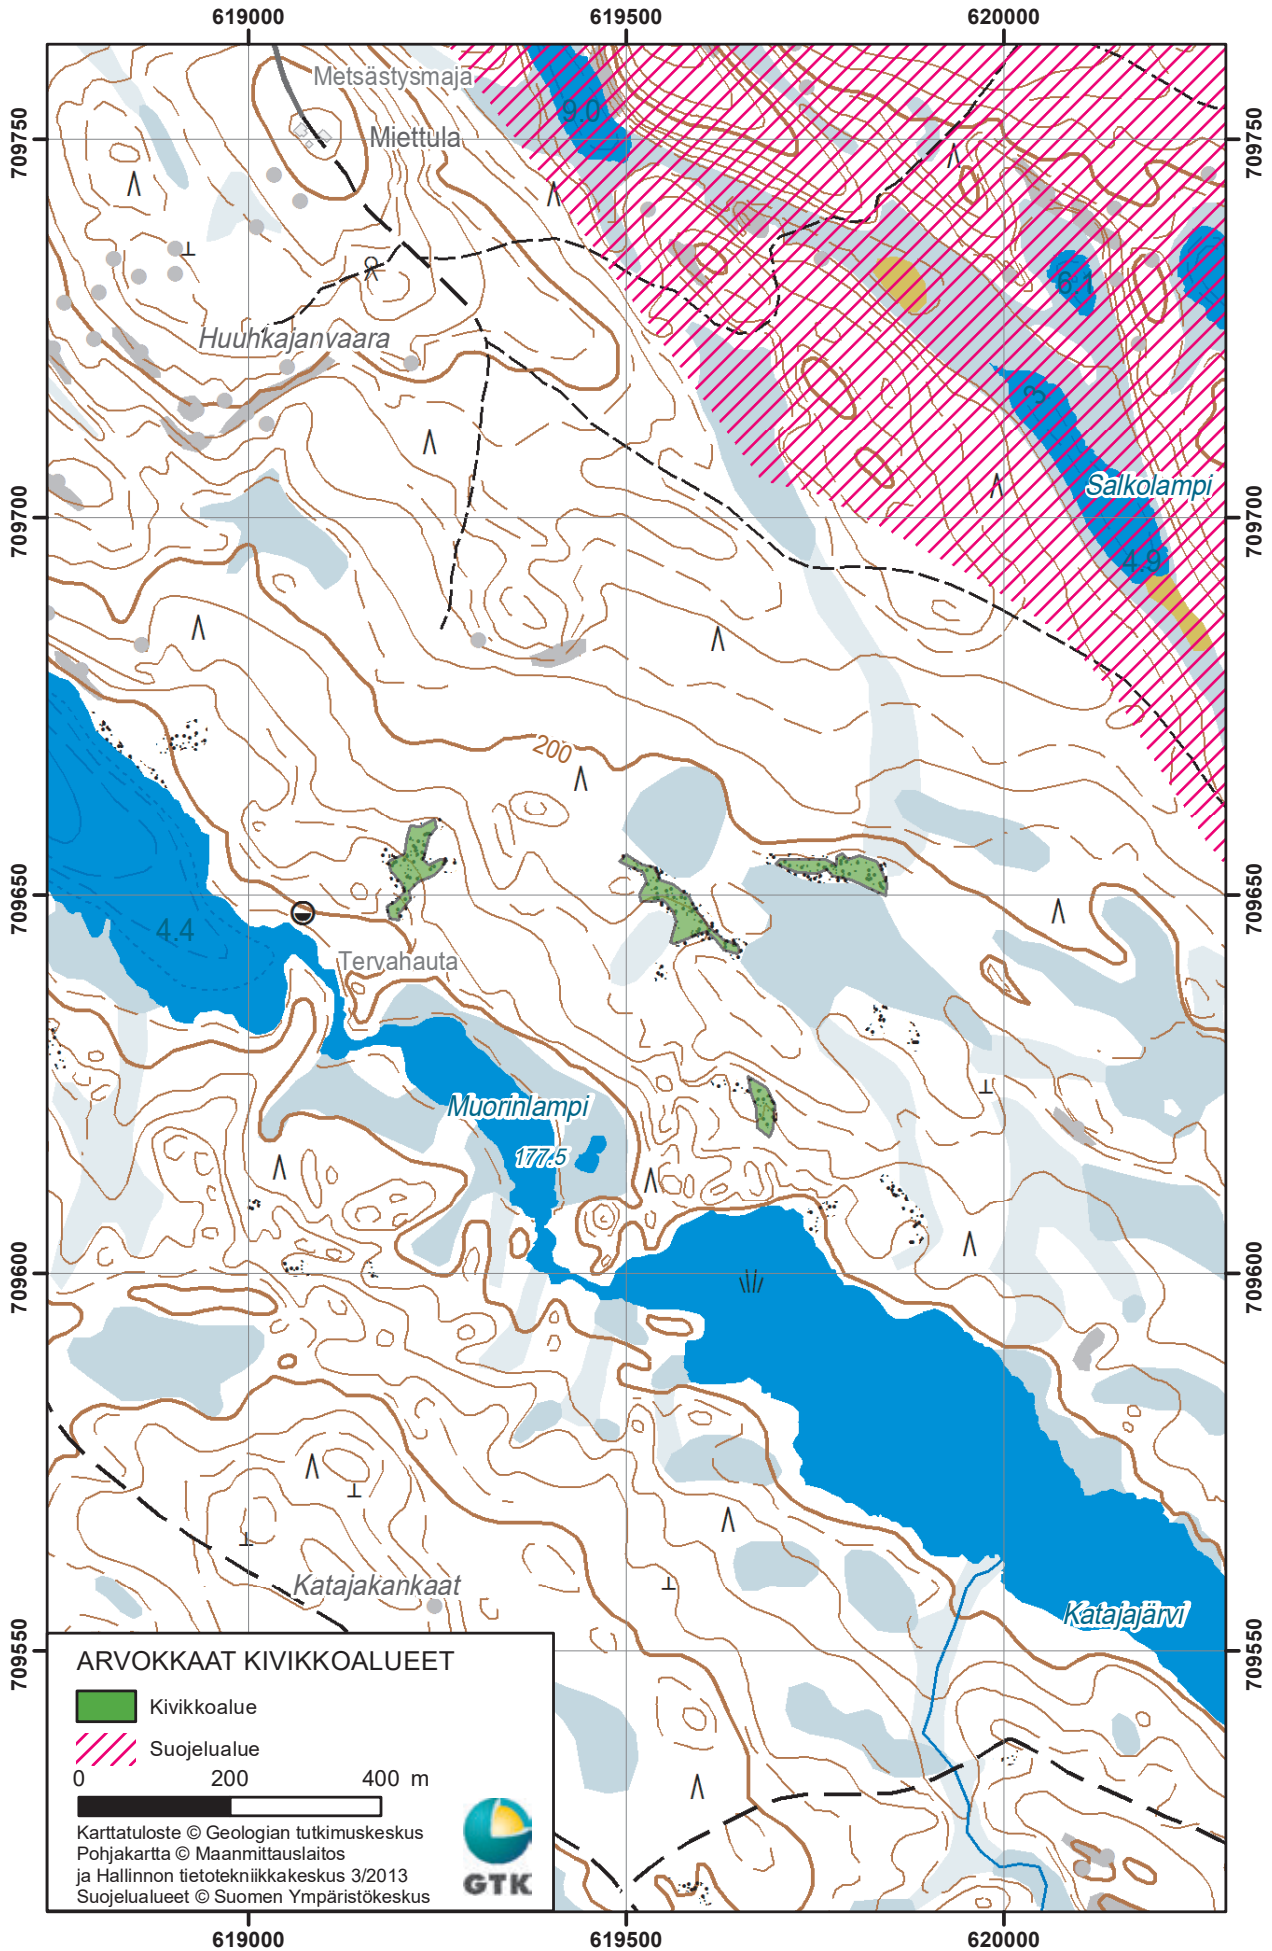 619000 619500 620000
Metsästysmaja
9.0
Miettula
709750 709750
6.1
Huuhkajanvaara
3
Salkolampi
709700 709700
4.9
200
709650 709650
4.4
Tervahauta
Muorinlampi
177.5
709600 709600
Katajakankaat
Katajajärvi
709550 709550
ARVOKKAAT KIVIKKOALUEET
Kivikkoalue
Suojelualue
0 200 400 m
Karttatuloste © Geologian tutkimuskeskus
Pohjakartta © Maanmittauslaitos
ja Hallinnon tietotekniikkakeskus 3/2013
Suojelualueet © Suomen Ympäristökeskus
GTK
619000 619500 620000